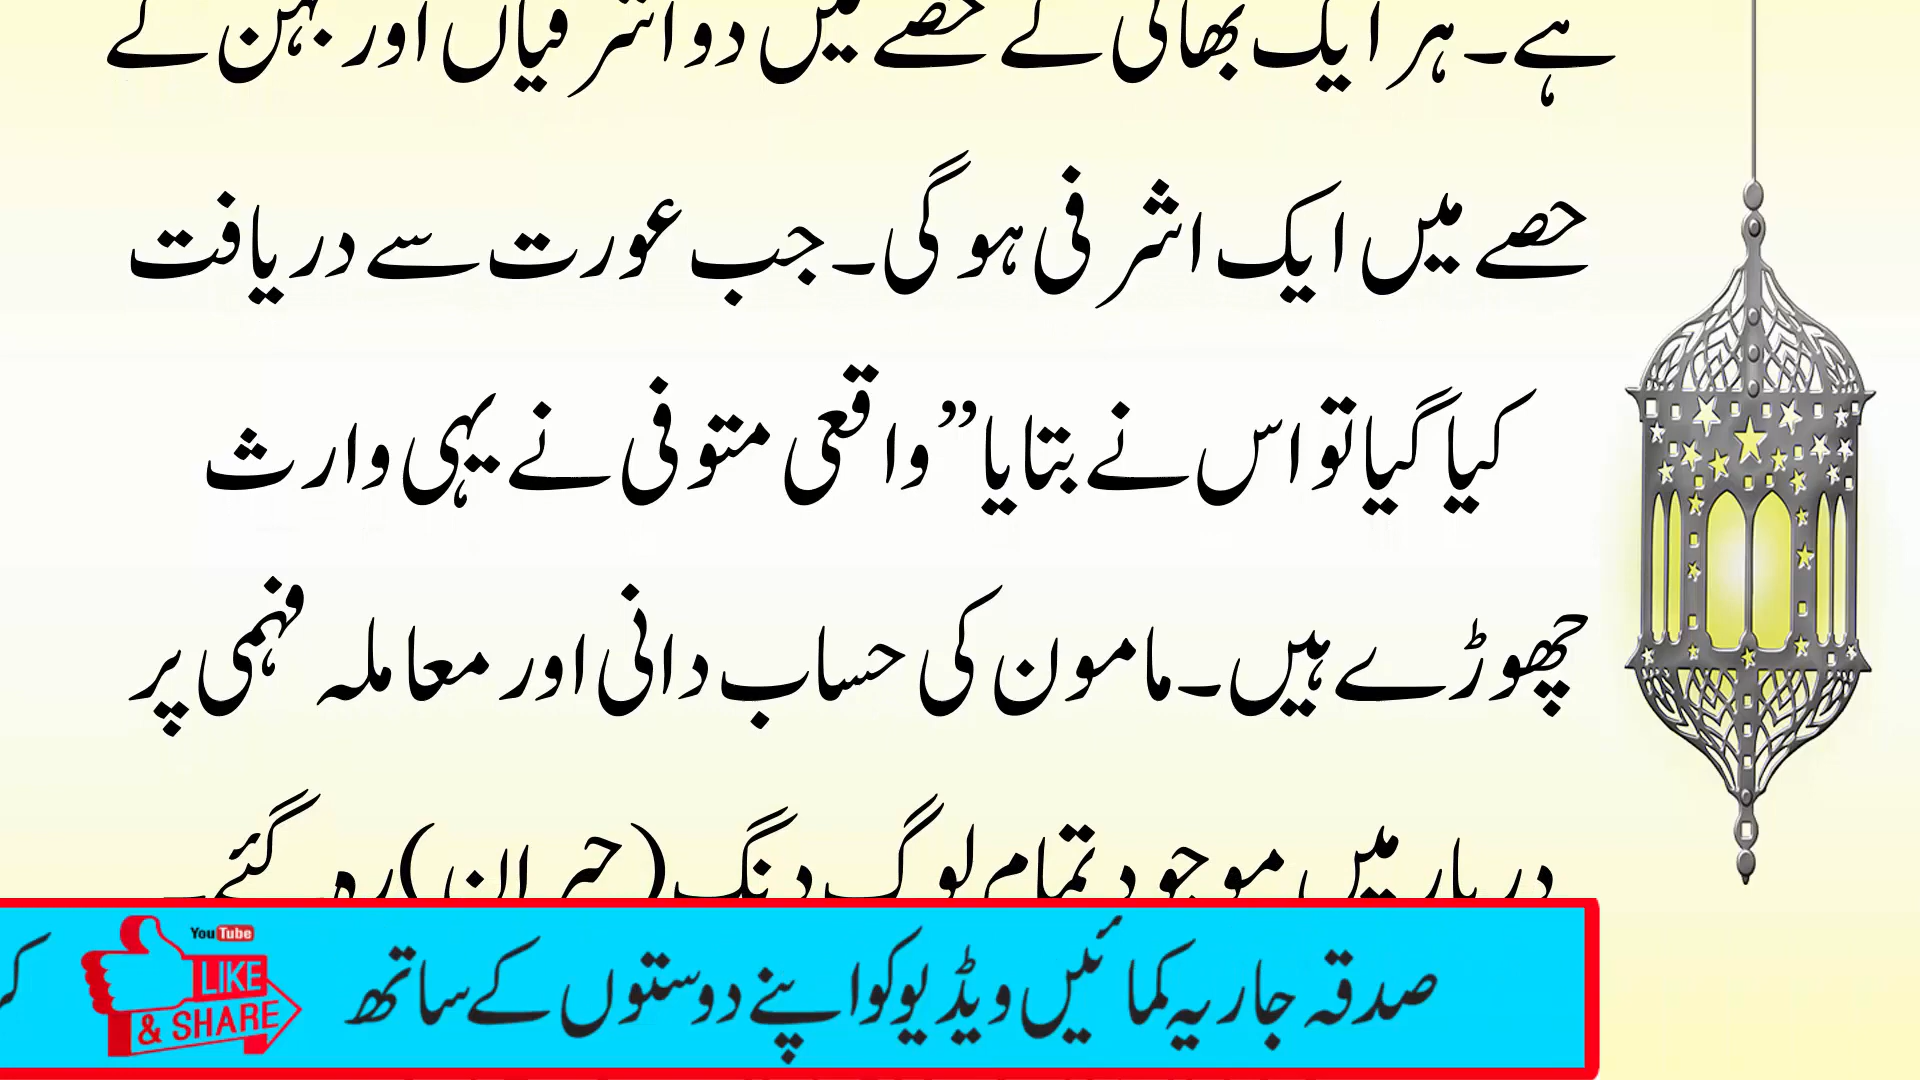 ہے۔ ہر ایک بھائی کے حصے میں دو اشرفیاں اور بہن کے
حصے میں ایک اشرفی ہو گی۔ جب عورت سے دریافت
کیا گیا تو اس نے بتایا ”واقعی متوفی نے یہی وارث
چھوڑے ہیں۔ مامون کی حساب دانی اور معاملہ فہمی پر
دربار میں موجود تمام لوگ دنگ (حیران) رہ گئے۔
صدقہ جاریہ کمائیں ویڈیو کو اپنے دوستوں کے ساتھ
YouTube
LIKE
& SHARE